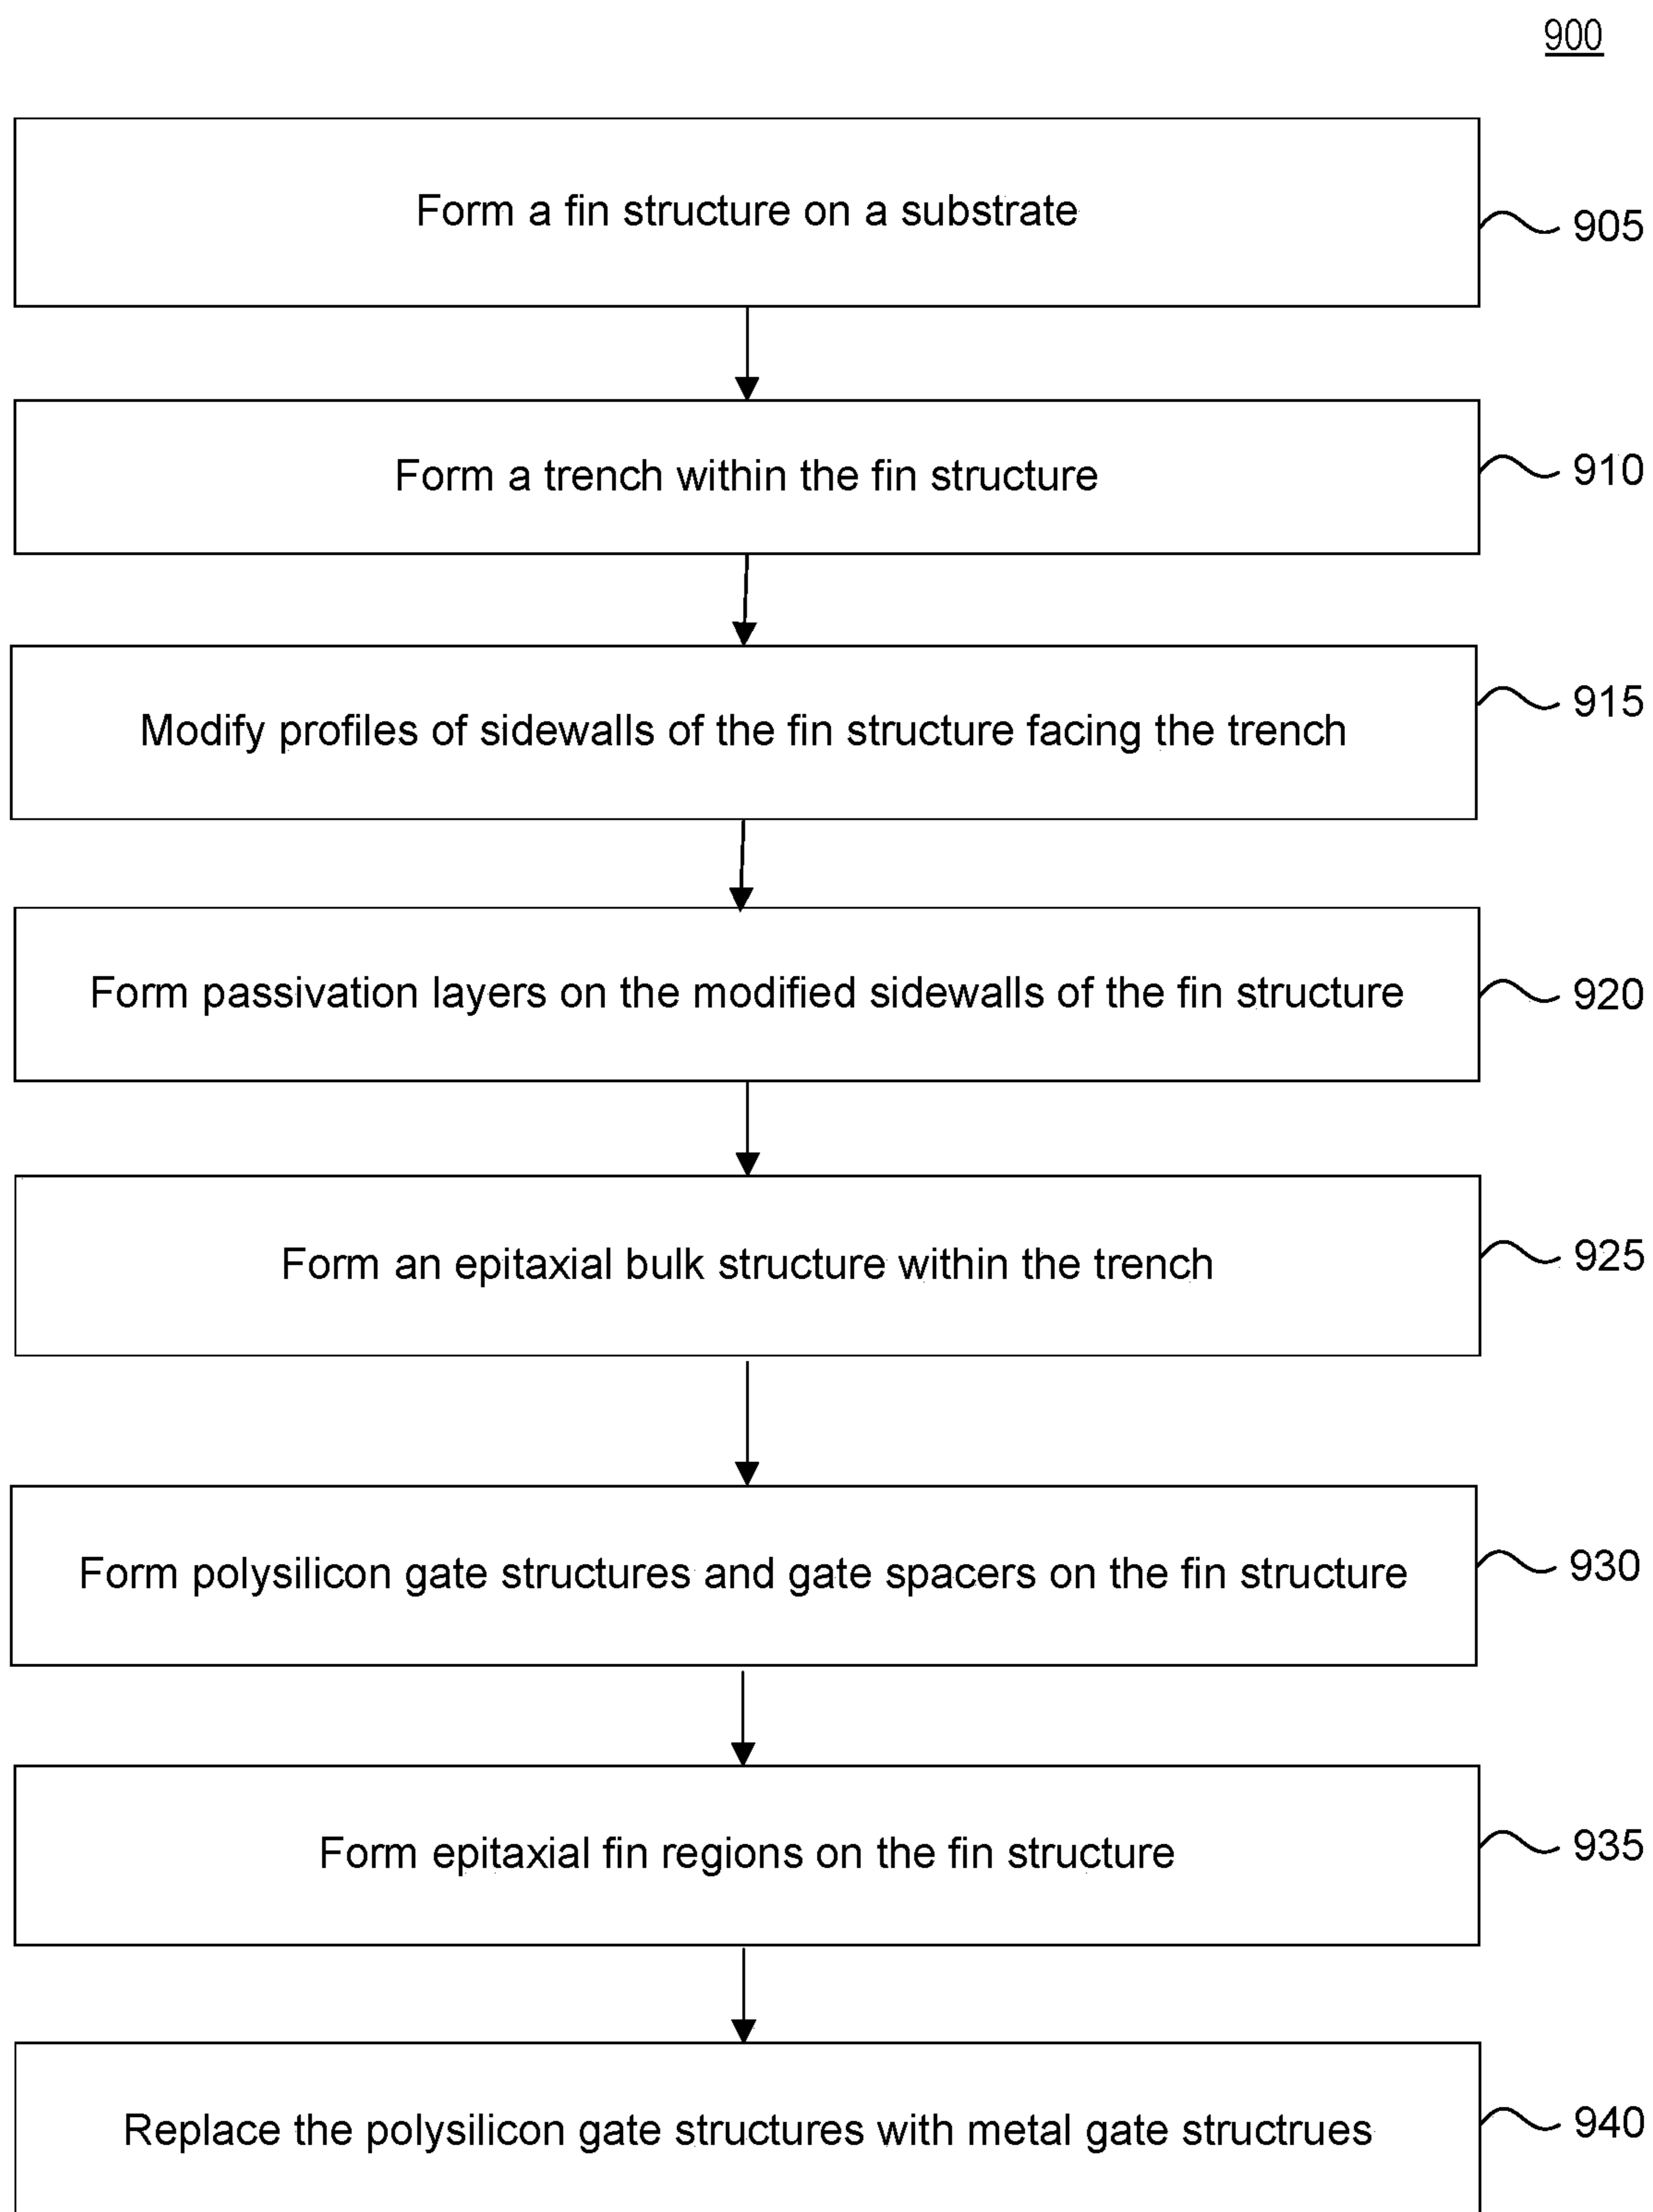 900
Form a fin structure on a substrate
905
Form a trench within the fin structure
910
Modify profiles of sidewalls of the fin structure facing the trench
915
Form passivation layers on the modified sidewalls of the fin structure
920
Form an epitaxial bulk structure within the trench
925
Form polysilicon gate structures and gate spacers on the fin structure
930
Form epitaxial fin regions on the fin structure
935
Replace the polysilicon gate structures with metal gate structrues
940